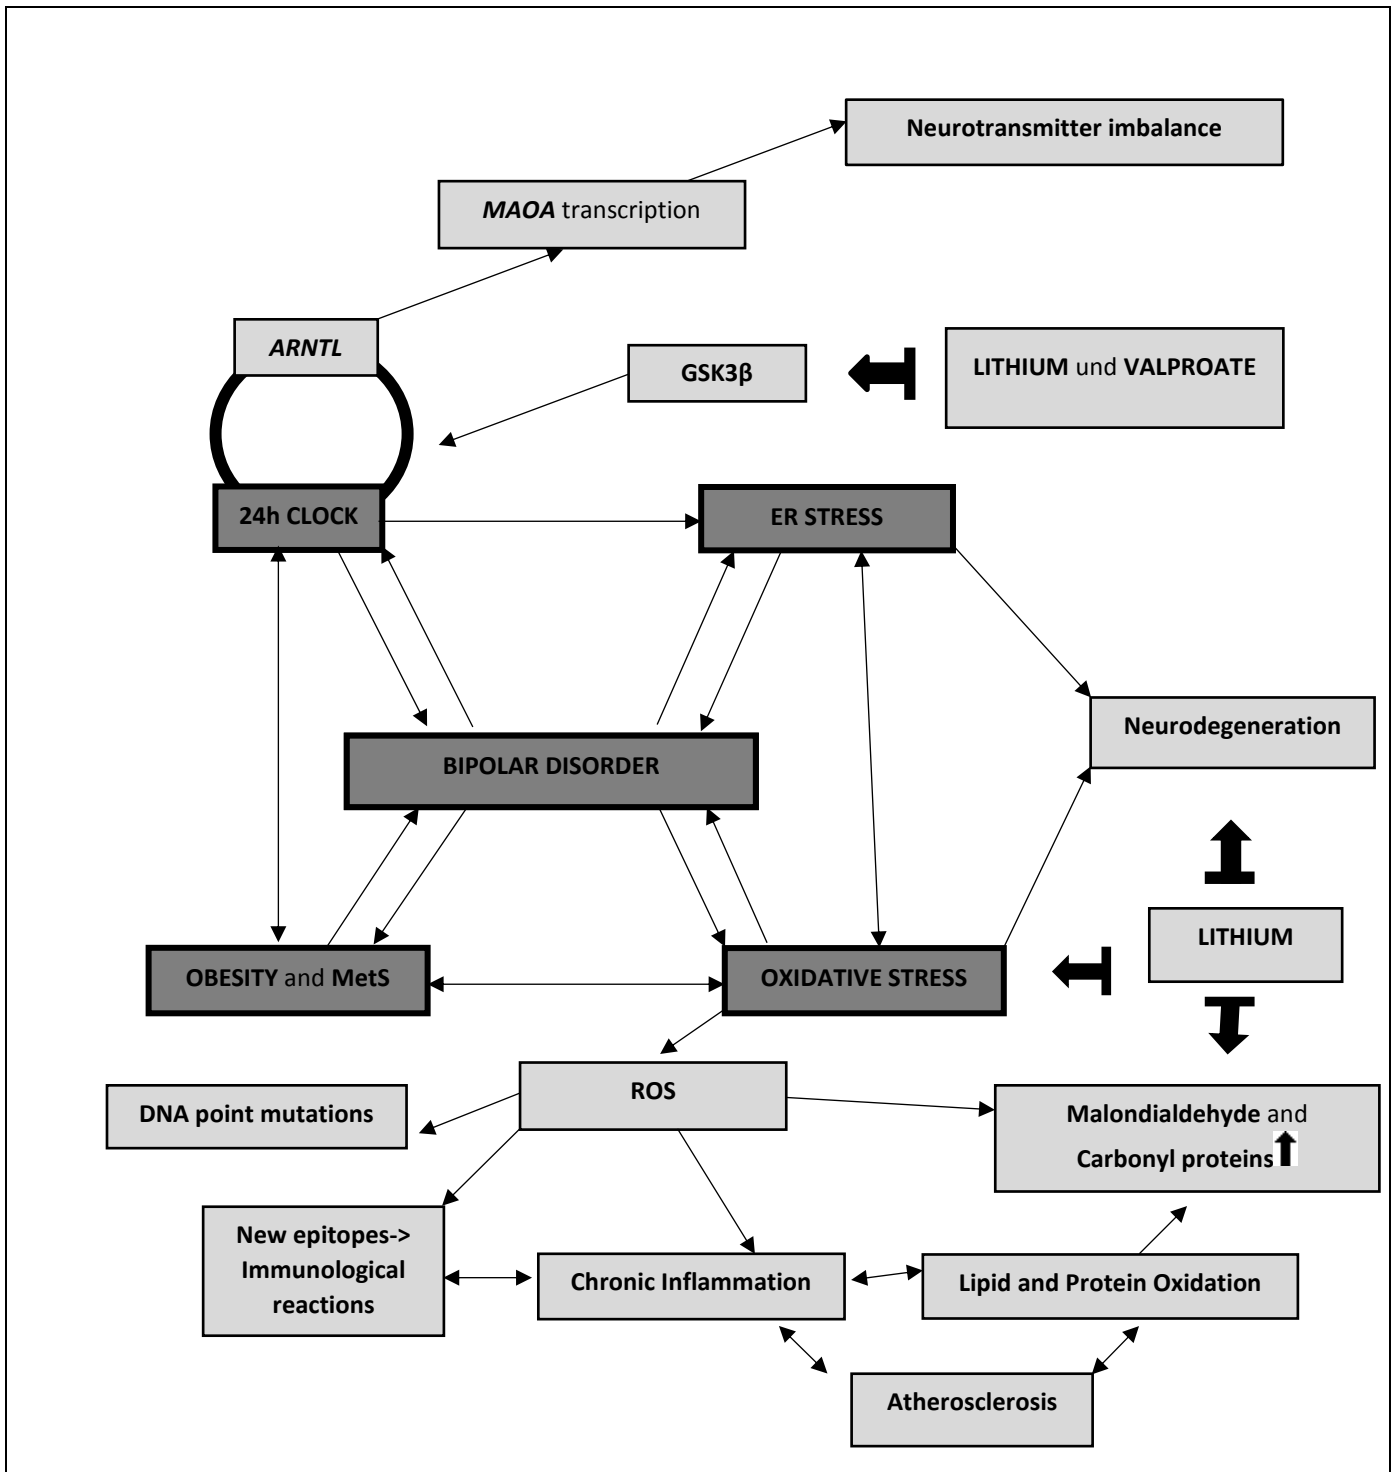 Neurotransmitter imbalance
MAOA transcription
ARNTL
GSK3β
LITHIUM und VALPROATE
24h CLOCK
ER STRESS
Neurodegeneration
BIPOLAR DISORDER
LITHIUM
OBESITY and MetS
OXIDATIVE STRESS
ROS
DNA point mutations
Malondialdehyde and
Carbonyl proteins
New epitopes->
Immunological
reactions
Chronic Inflammation
Lipid and Protein Oxidation
Atherosclerosis